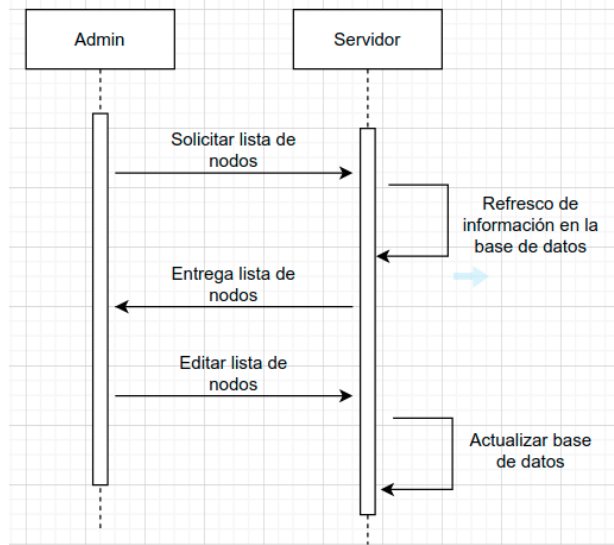 Admin
Servidor
Solicitar lista de
nodos
Refresco de
información en la
base de datos
Entrega lista de
nodos
Editar lista de
nodos
Actualizar base
de datos